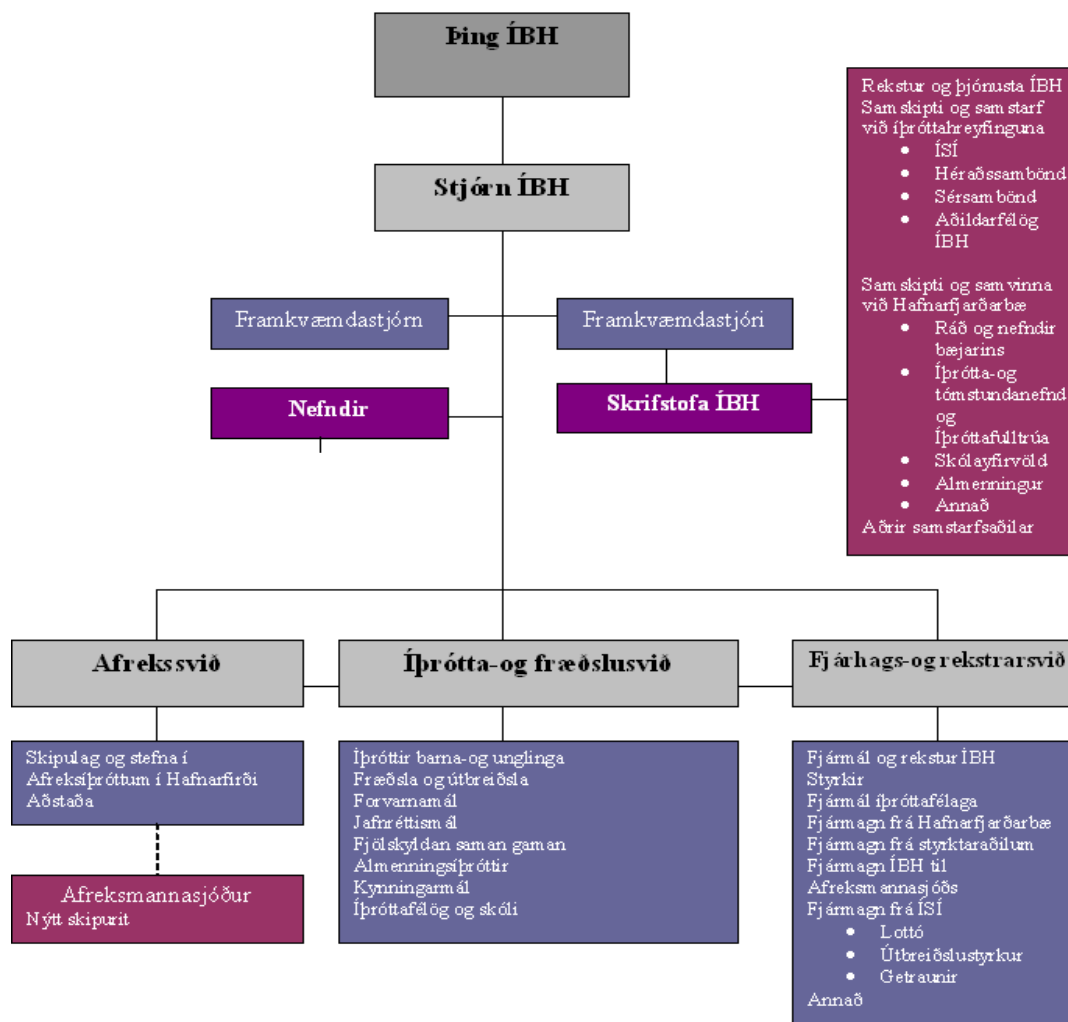 Þing ÍBH
Stjórn ÍBH
Framkvæmdastjórn
Framkvæmdastjóri
Nefndir
Skrifstofa ÍBH
Rekstur og þjónusta ÍBH
Samskipti og samstarf
við íþróttahreyfinguna
• ÍSÍ
• Héraðssambönd
• Sérsambönd
• Aðildarfélög
ÍBH
Samskipti og samvinna
við Hafnarfjarðarbæ
• Ráð og nefndir
bæjarins
• Íþrótta-og
tómstundanefnd
og
Íþróttafulltrúa
• Skólayfirvöld
• Almenningur
• Annað
Aðrir samstarfsaðilar
Afrekssvið
Skipulag og stefna í
Afreksíþróttum í Hafnarfirði
Aðstaða
Afreksmannasjóður
Nýtt skipurit
Íþrótta-og fræðslusvið
Íþróttir barna-og unglinga
Fræðsla og útbreiðsla
Forvarnamál
Jafnréttismál
Fjölskyldan saman gaman
Almenningsíþróttir
Kynningarmál
Íþróttafélög og skóli
Fjárhags-og rekstrarsvið
Fjármál og rekstur ÍBH
Styrkir
Fjármál íþróttafélaga
Fjármagn frá Hafnarfjarðarbæ
Fjármagn frá styrktaraðilum
Fjármagn ÍBH til
Afreksmannasjóðs
Fjármagn frá ÍSÍ
• Lottó
• Útbreiðslustyrkur
• Getraunir
Annað